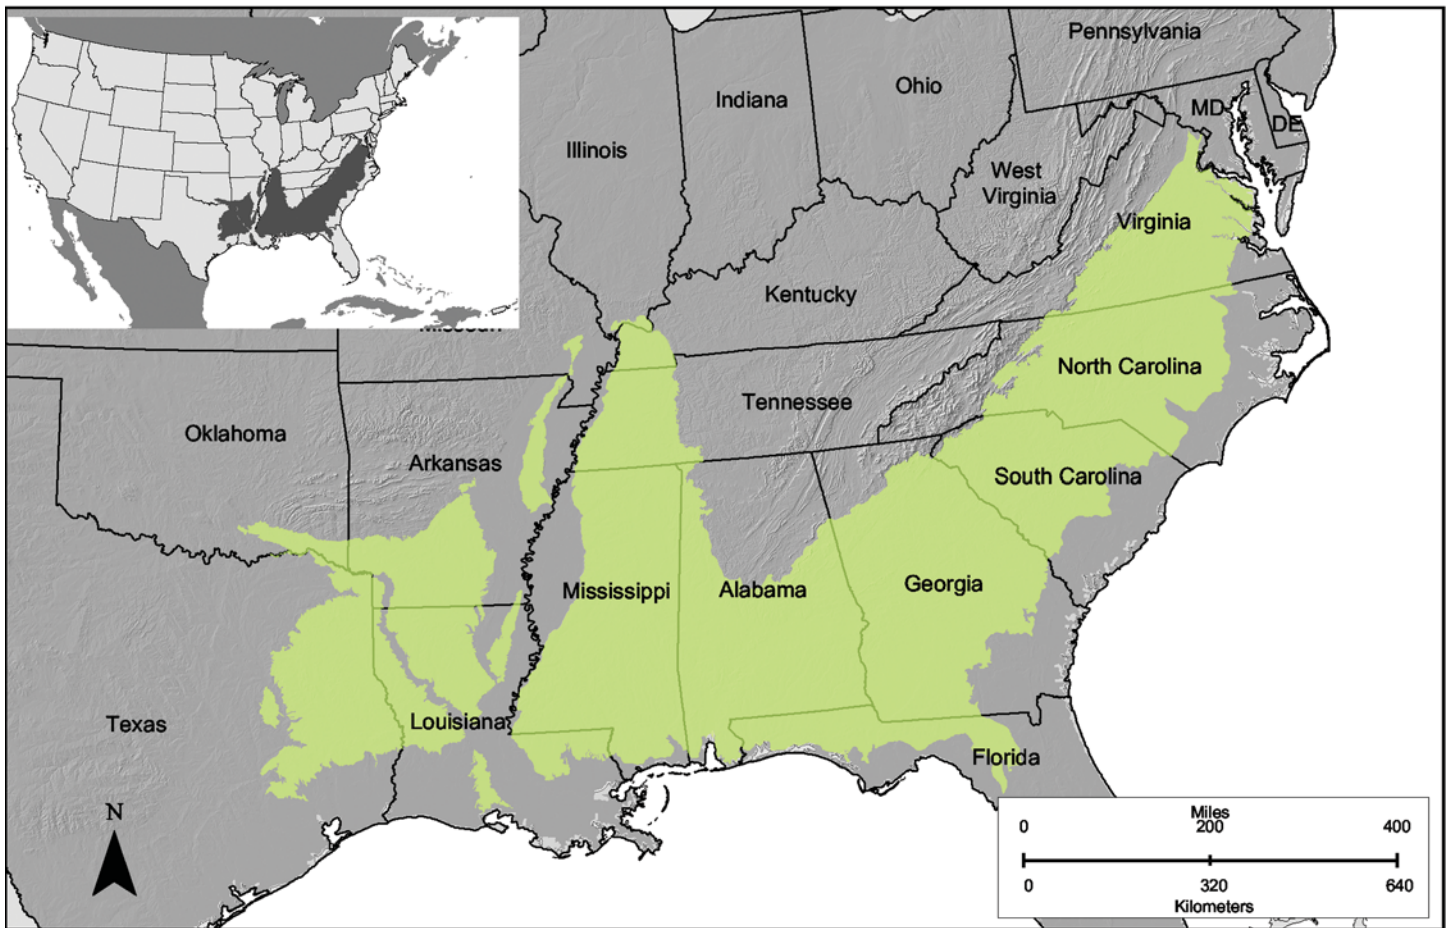 Pennsylvania
Ohio
Indiana
MD
DE
Illinois
West
Virginia
Virginia
Kentucky
North Carolina
Tennessee
Oklahoma
Arkansas
South Carolina
Mississippi
Alabama
Georgia
Texas
Louisiana
Florida
N
Miles
0 200 400
0 320 640
Kilometers